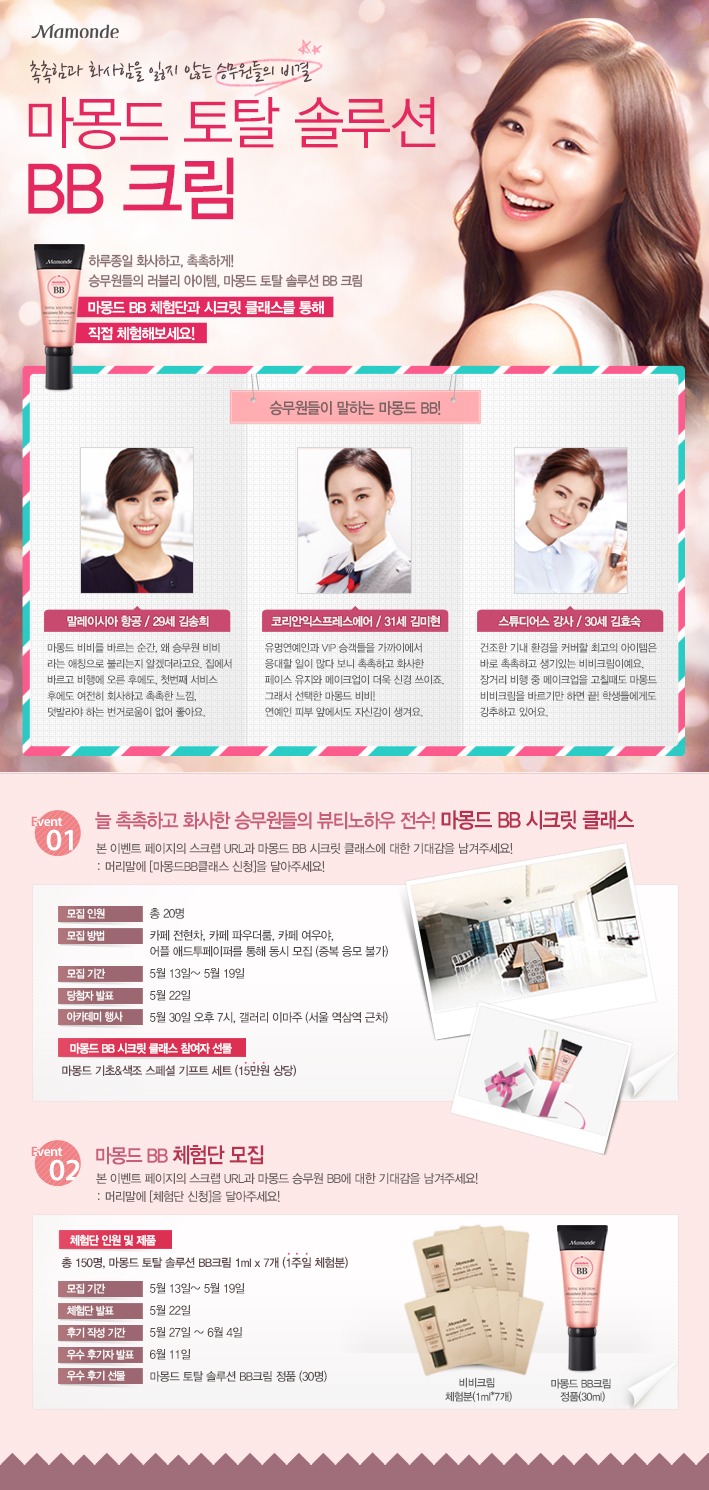 Mamonde
촉촉함과 화사함을 잃지 않는 승무원들의 비결
마몽드 토탈 솔루션
BB 크림
하루종일 화사하고, 촉촉하게!
승무원들의 러블리 아이템, 마몽드 토탈 솔루션 BB 크림
마몽드 BB 체험단과 시크릿 클래스를 통해
직접 체험해보세요!
Mamonde
BB
승무원들이 말하는 마몽드 BB!
말레이시아 항공 / 29세 김송희
마몽드 비비를 바르는 순간, 왜 승무원 비비
라는 애칭으로 불리는지 알겠더라고요. 집에서
바르고 비행에 오른 후에도, 첫번째 서비스
후에도 여전히 화사하고 촉촉한 느낌.
덧발라야 하는 번거로움이 없어 좋아요.
코리안익스프레스에어 / 31세 김미현
유명연예인과 VIP 승객들을 가까이에서
응대할 일이 많다 보니 촉촉하고 화사한
페이스 유지와 메이크업이 더욱 신경 쓰이죠.
그래서 선택한 마몽드 비비!
연예인 피부 앞에서도 자신감이 생겨요.
스튜디어스 강사 / 30세 김효숙
건조한 기내 환경을 커버할 최고의 아이템은
바로 촉촉하고 생기있는 비비크림이예요.
장거리 비행 중 메이크업을 고칠때도 마몽드
비비크림을 바르기만 하면 끝! 학생들에게도
강추하고 있어요.
Event
01
늘 촉촉하고 화사한 승무원들의 뷰티노하우 전수! 마몽드 BB 시크릿 클래스
본 이벤트 페이지의 스크랩 URL과 마몽드 BB 시크릿 클래스에 대한 기대감을 남겨주세요!
: 머리말에 [마몽드BB클래스 신청]을 달아주세요!
모집 인원 총 20명
모집 방법 카페 전현차, 카페 파우더룸, 카페 여우야,
어플 애드투페이퍼를 통해 동시 모집 (중복 응모 불가)
모집 기간 5월 13일~ 5월 19일
당첨자 발표 5월 22일
아카데미 행사 5월 30일 오후 7시, 갤러리 이마주 (서울 역삼역 근처)
마몽드 BB 시크릿 클래스 참여자 선물
마몽드 기초&색조 스페셜 기프트 세트 (15만원 상당)
Event
02
마몽드 BB 체험단 모집
본 이벤트 페이지의 스크랩 URL과 마몽드 승무원 BB에 대한 기대감을 남겨주세요!
: 머리말에 [체험단 신청]을 달아주세요!
체험단 인원 및 제품
총 150명, 마몽드 토탈 솔루션 BB크림 1ml x 7개 (1주일 체험분)
모집 기간 5월 13일~ 5월 19일
체험단 발표 5월 22일
후기 작성 기간 5월 27일 ~ 6월 4일
우수 후기자 발표 6월 11일
우수 후기 선물 마몽드 토탈 솔루션 BB크림 정품 (30명)
Mamonde
BB
비비크림
체험분(1ml*7개)
마몽드 BB크림
정품(30ml)